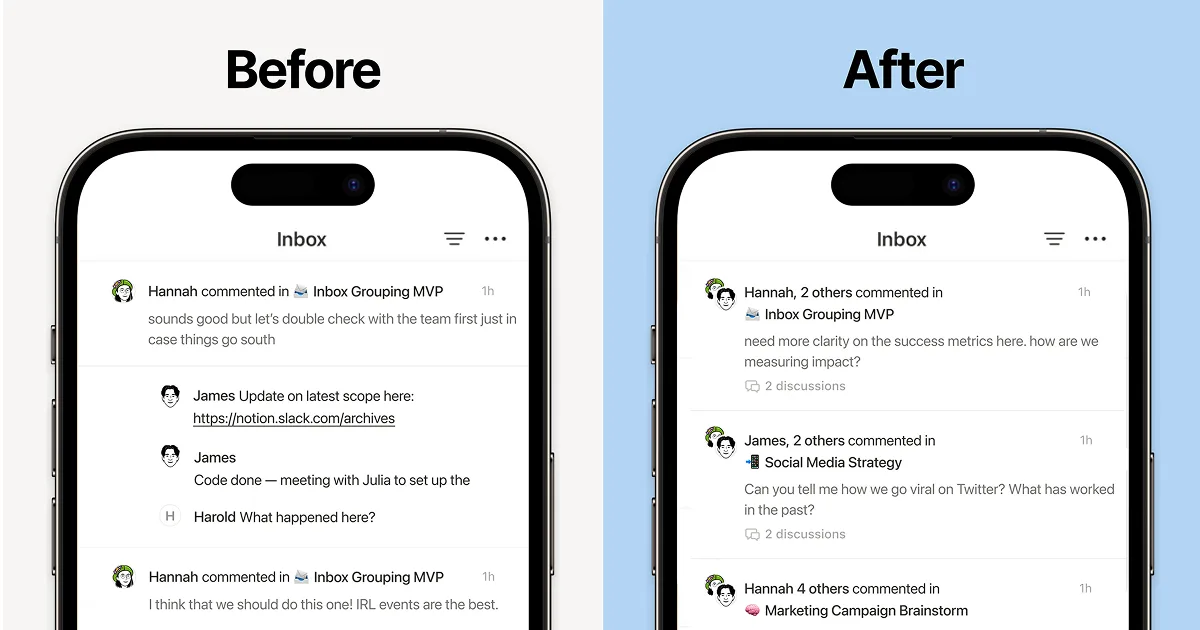 Before
Inbox
Hannah commented in Inbox Grouping MVP 1h
sounds good but let's double check with the team first just in
case things go south
James Update on latest scope here:
https://notion.slack.com/archives
James
Code done — meeting with Julia to set up the
H Harold What happened here?
Hannah commented in Inbox Grouping MVP 1h
I think that we should do this one! IRL events are the best.
After
Inbox
Hannah, 2 others commented in 1h
Inbox Grouping MVP
need more clarity on the success metrics here. how are we
measuring impact?
2 discussions
James, 2 others commented in 1h
Social Media Strategy
Can you tell me how we go viral on Twitter? What has worked
in the past?
2 discussions
Hannah 4 others commented in 1h
Marketing Campaign Brainstorm